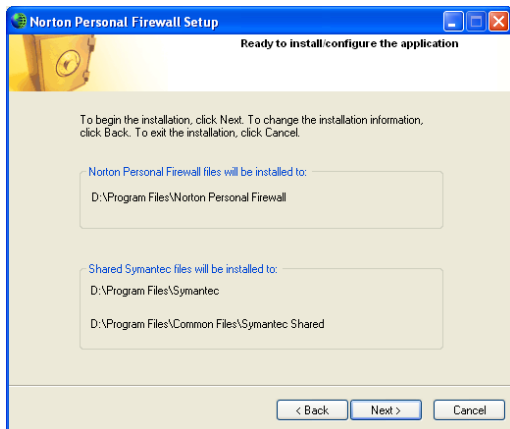 Norton Personal Firewall Setup
Ready to install/configure the application
To begin the installation, click Next. To change the installation information,
click Back. To exit the installation, click Cancel.
Norton Personal Firewall files will be installed to:
D:\Program Files\Norton Personal Firewall
Shared Symantec files will be installed to:
D:\Program Files\Symantec
D:\Program Files\Common Files\Symantec Shared
< Back Next > Cancel